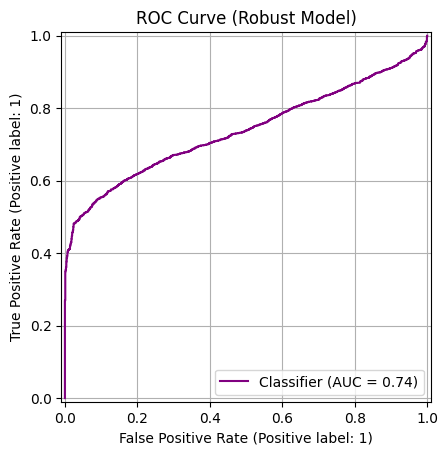 ROC Curve (Robust Model)
True Positive Rate (Positive label: 1)
1.0
0.8
0.6
0.4
0.2
0.0
Classifier (AUC = 0.74)
0.0 0.2 0.4 0.6 0.8 1.0
False Positive Rate (Positive label: 1)